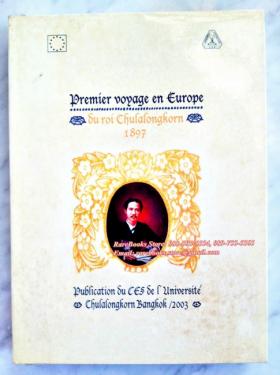 Premier voyage en Europe
du roi Chulalongkorn
1897
RareBooks Store
Publication du CES de l'Université
Chulalongkorn Bangkok / 2003